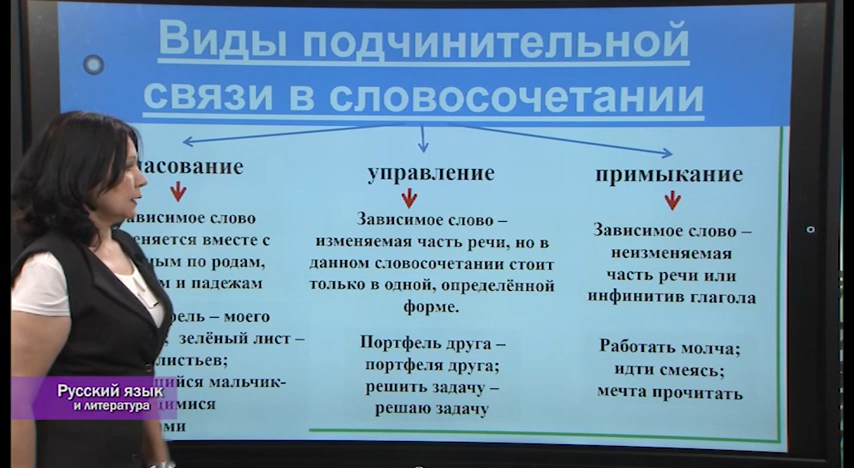 Виды подчинительной
связи в словосочетании
управление
примыкание
слово
вместе с
по родам,
и падежам
– моего
зелёный лист –
листьев;
мальчик-
Зависимое слово –
изменяемая часть речи, но в
данном словосочетании стоит
только в одной, определённой
форме.
Портфель друга –
портфеля друга;
решить задачу –
решаю задачу
Зависимое слово –
неизменяемая
часть речи или
инфинитив глагола
Работать молча;
идти смеясь;
мечта прочитать
Русский язык
и литература